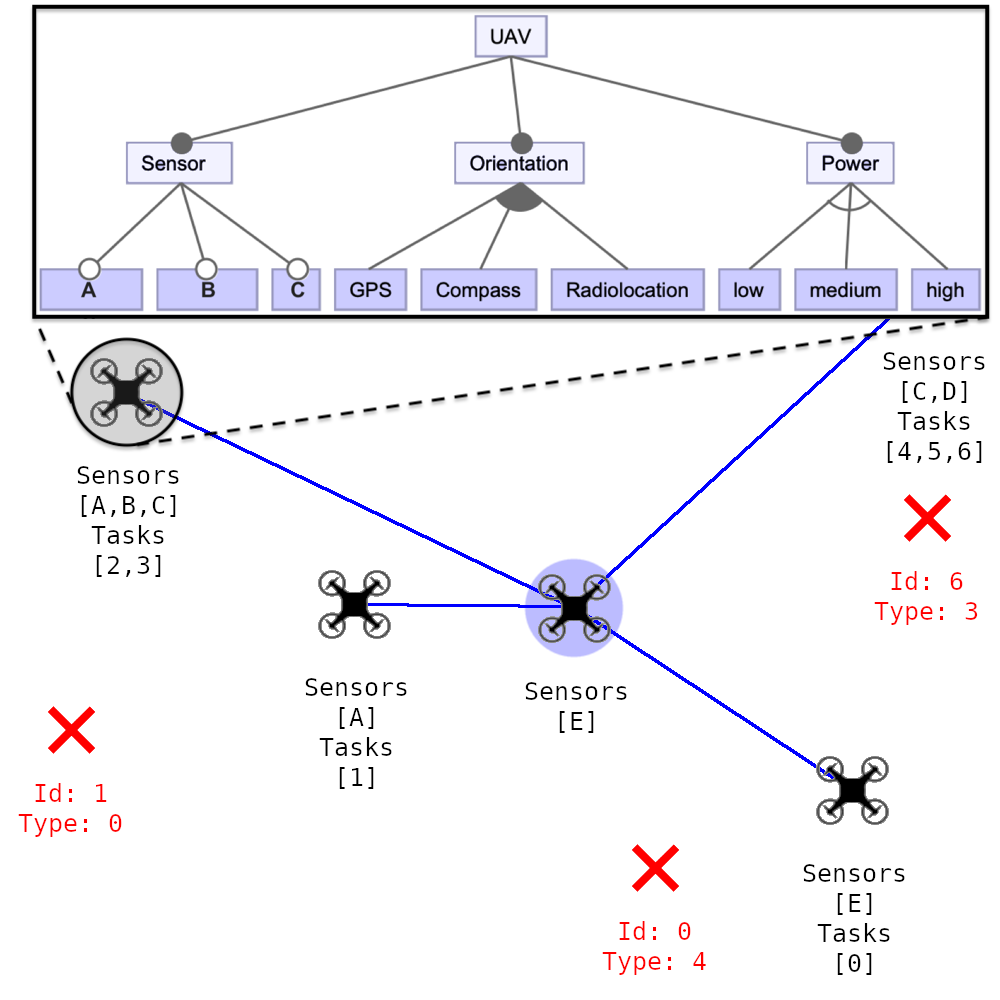 UAV
Sensor
Orientation
Power
A
B
C
GPS
Compass
Radiolocation
low
medium
high
Sensors
[C,D]
Tasks
[4,5,6]
Sensors
[A,B,C]
Tasks
[2,3]
Id: 6
Type: 3
Sensors
[A]
Tasks
[1]
Sensors
[E]
Id: 1
Type: 0
Sensors
[E]
Tasks
[0]
Id: 0
Type: 4